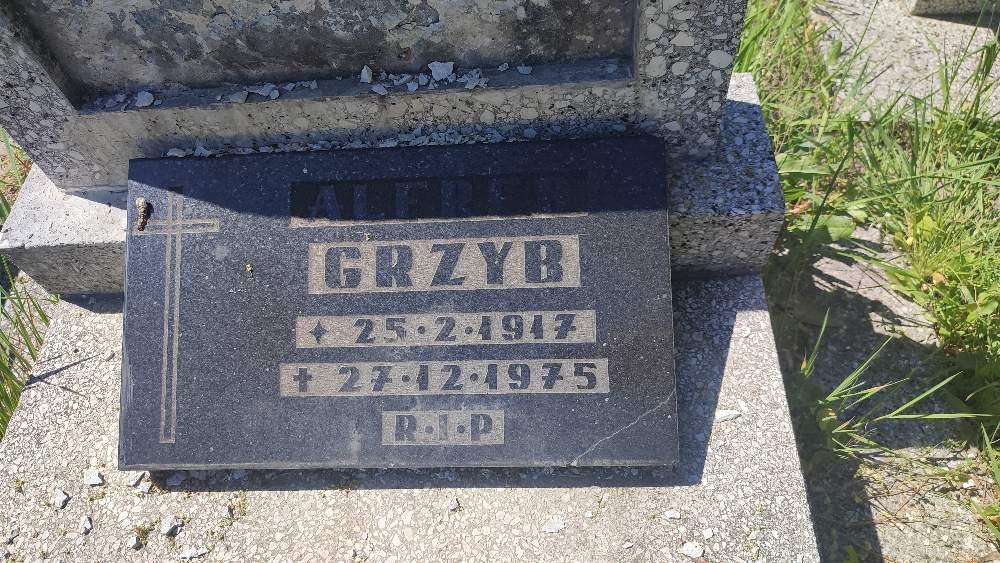 ALFRED
GRZYB
✦ 25·2·1917
✝ 27·12·1975
R·I·P